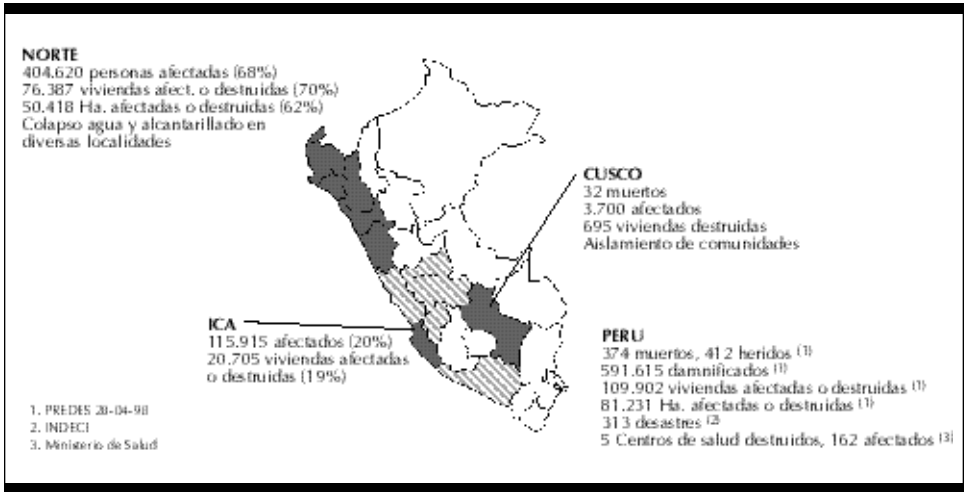 NORTE
404.620 personas afectadas (68%)
76.387 viviendas afect. o destruidas (70%)
50.418 Ha. afectadas o destruidas (62%)
Colapso agua y alcantarillado en
diversas localidades
CUSCO
32 muertos
3.700 afectados
695 viviendas destruidas
Aislamiento de comunidades
ICA
115.915 afectados (20%)
20.705 viviendas afectadas
o destruidas (19%)
PERU
374 muertos, 412 heridos (1)
591.615 damnificados (1)
109.902 viviendas afectadas o destruidas (1)
81.231 Ha. afectadas o destruidas (1)
313 desastres (2)
5 Centros de salud destruidos, 162 afectados (3)
1. PREDES 28-04-98
2. INDECI
3. Ministerio de Salud